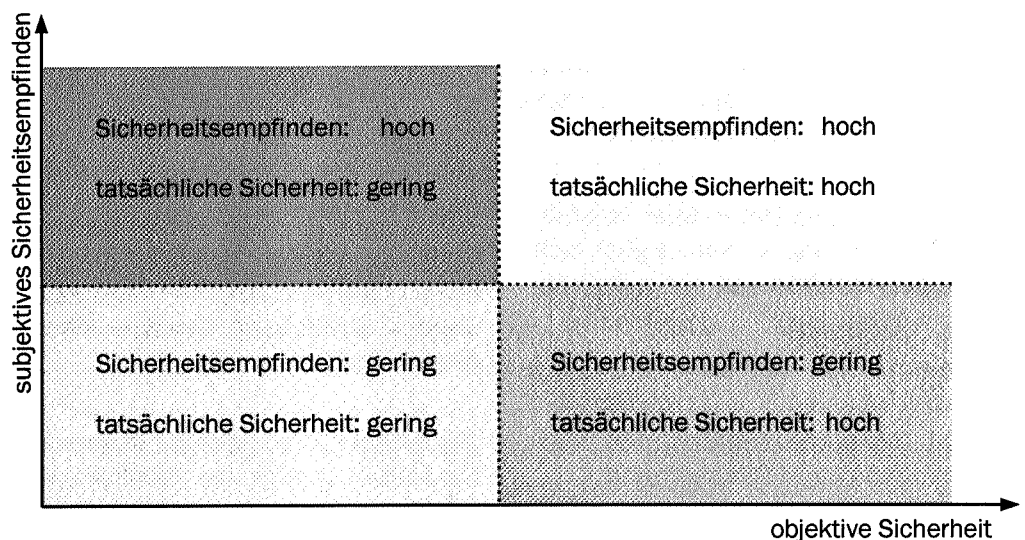 subjektives Sicherheitsempfinden
Sicherheitsempfinden: hoch
tatsächliche Sicherheit: gering
Sicherheitsempfinden: hoch
tatsächliche Sicherheit: hoch
Sicherheitsempfinden: gering
tatsächliche Sicherheit: gering
Sicherheitsempfinden: gering
tatsächliche Sicherheit: hoch
objektive Sicherheit